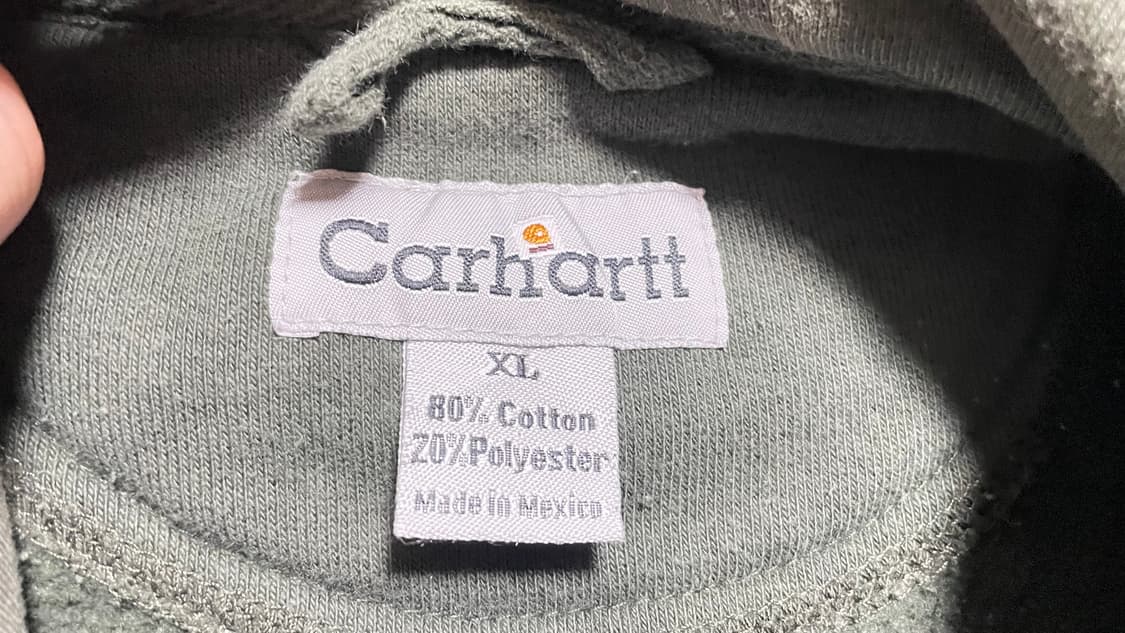 Carhartt
XL
80% Cotton
20%Polyester
Made in Mexico